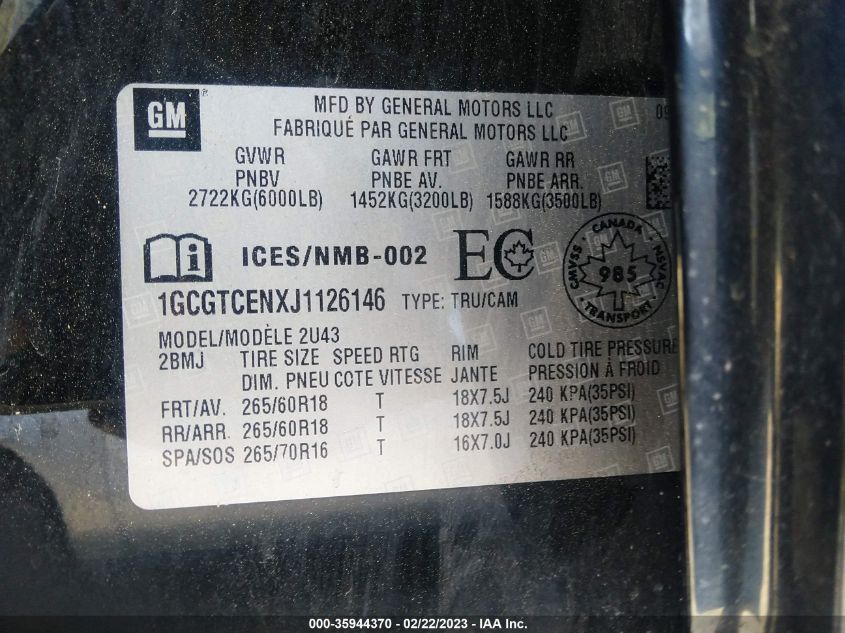 GM
MFD BY GENERAL MOTORS LLC
FABRIQUÉ PAR GENERAL MOTORS LLC
GVWR GAWR FRT GAWR RR
PNBV PNBE AV. PNBE ARR.
2722KG(6000LB) 1452KG(3200LB) 1588KG(3500LB)
ICES/NMB-002 EC
CANADA
CMVSS 985 NSVAC
TRANSPORT
1GCGTCENXJ1126146 TYPE: TRU/CAM
MODEL/MODÈLE 2U43
2BMJ TIRE SIZE SPEED RTG RIM COLD TIRE PRESSURE
DIM. PNEU COTE VITESSE JANTE PRESSION À FROID
FRT/AV. 265/60R18 T 18X7.5J 240 KPA(35PSI)
RR/ARR. 265/60R18 T 18X7.5J 240 KPA(35PSI)
SPA/SOS 265/70R16 T 16X7.0J 240 KPA(35PSI)
000-35944370 - 02/22/2023 - IAA Inc.